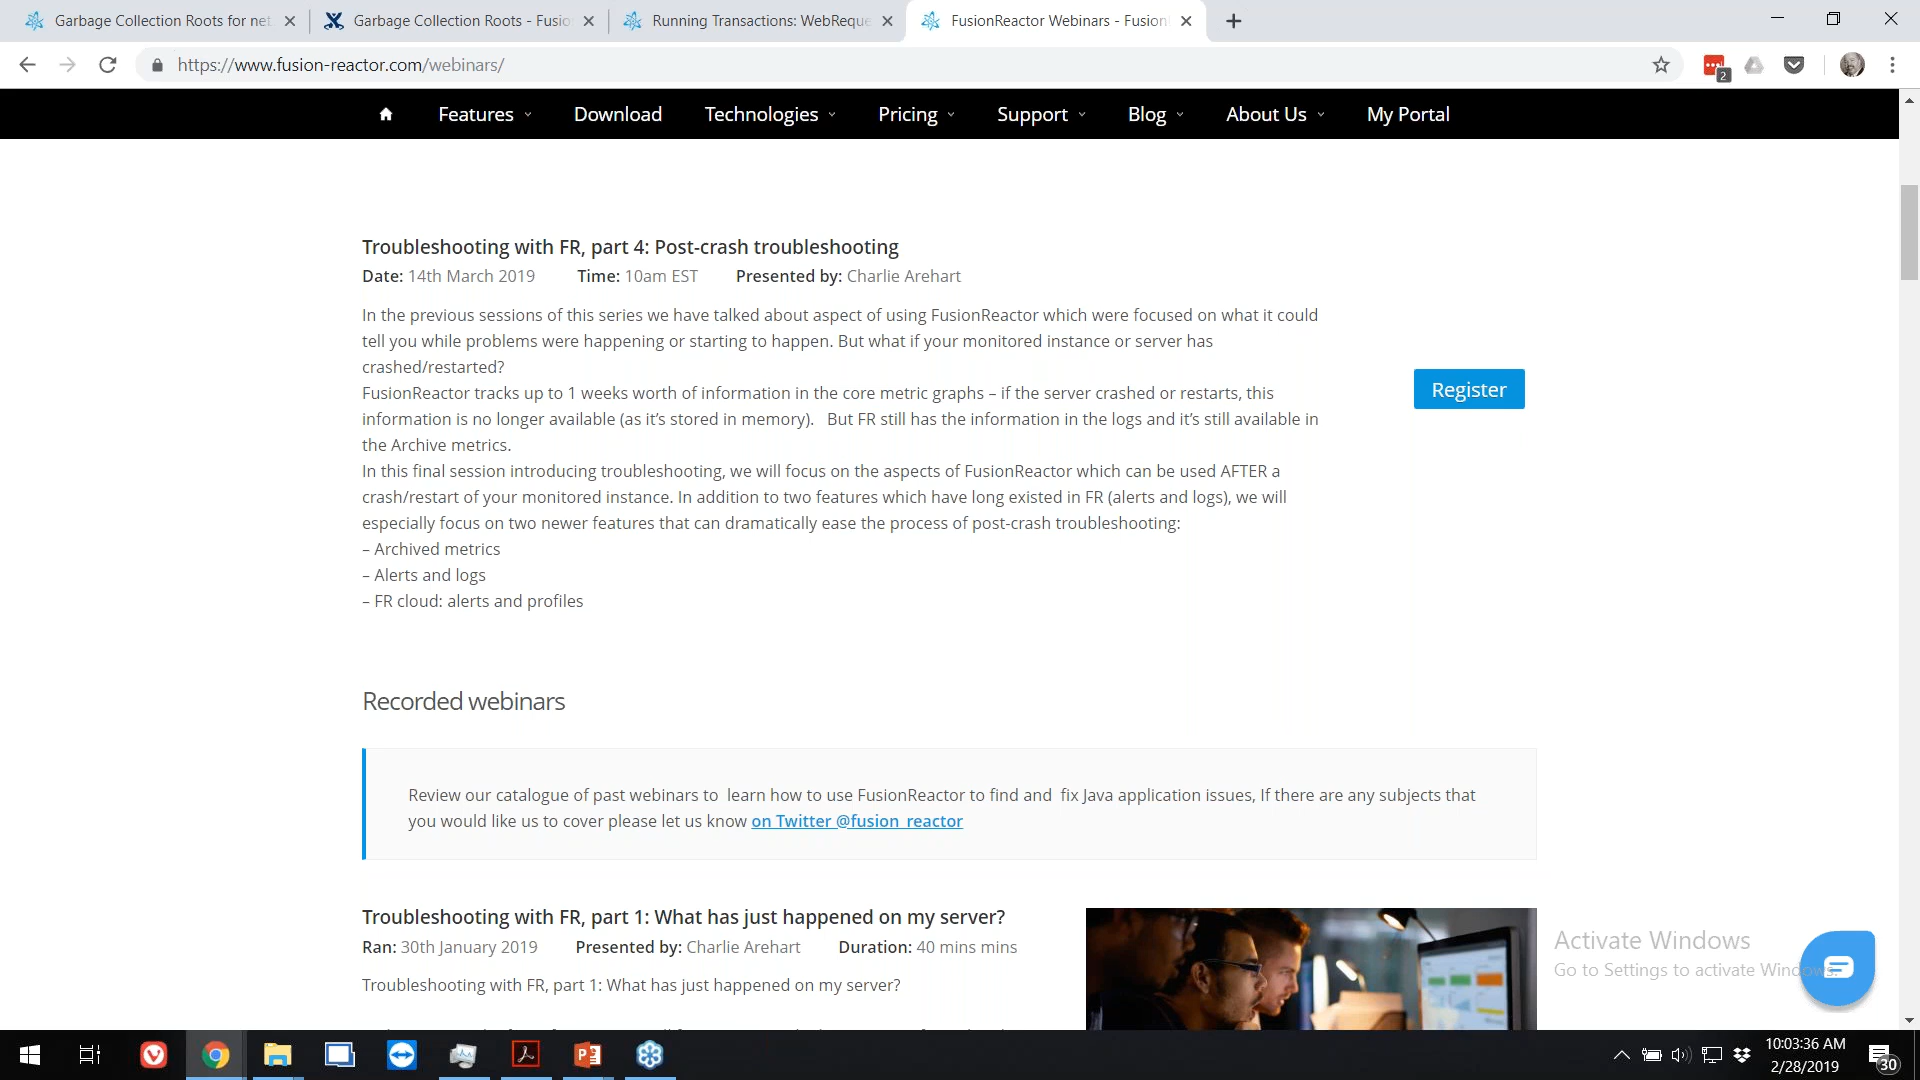 Garbage Collection Roots for net
Garbage Collection Roots - Fusio
Running Transactions: WebReque
FusionReactor Webinars - Fusion
https://www.fusion-reactor.com/webinars/
2
Features
Download
Technologies
Pricing
Support
Blog
About Us
My Portal
Troubleshooting with FR, part 4: Post-crash troubleshooting
Date: 14th March 2019 Time: 10am EST Presented by: Charlie Arehart
In the previous sessions of this series we have talked about aspect of using FusionReactor which were focused on what it could
tell you while problems were happening or starting to happen. But what if your monitored instance or server has
crashed/restarted?
FusionReactor tracks up to 1 weeks worth of information in the core metric graphs – if the server crashed or restarts, this
information is no longer available (as it's stored in memory). But FR still has the information in the logs and it's still available in
the Archive metrics.
In this final session introducing troubleshooting, we will focus on the aspects of FusionReactor which can be used AFTER a
crash/restart of your monitored instance. In addition to two features which have long existed in FR (alerts and logs), we will
especially focus on two newer features that can dramatically ease the process of post-crash troubleshooting:
– Archived metrics
– Alerts and logs
– FR cloud: alerts and profiles
Register
Recorded webinars
Review our catalogue of past webinars to learn how to use FusionReactor to find and fix Java application issues, If there are any subjects that
you would like us to cover please let us know on Twitter @fusion_reactor
Troubleshooting with FR, part 1: What has just happened on my server?
Ran: 30th January 2019 Presented by: Charlie Arehart Duration: 40 mins mins
Troubleshooting with FR, part 1: What has just happened on my server?
Activate Windows
Go to Settings to activate Windows.
10:03:36 AM
2/28/2019
30